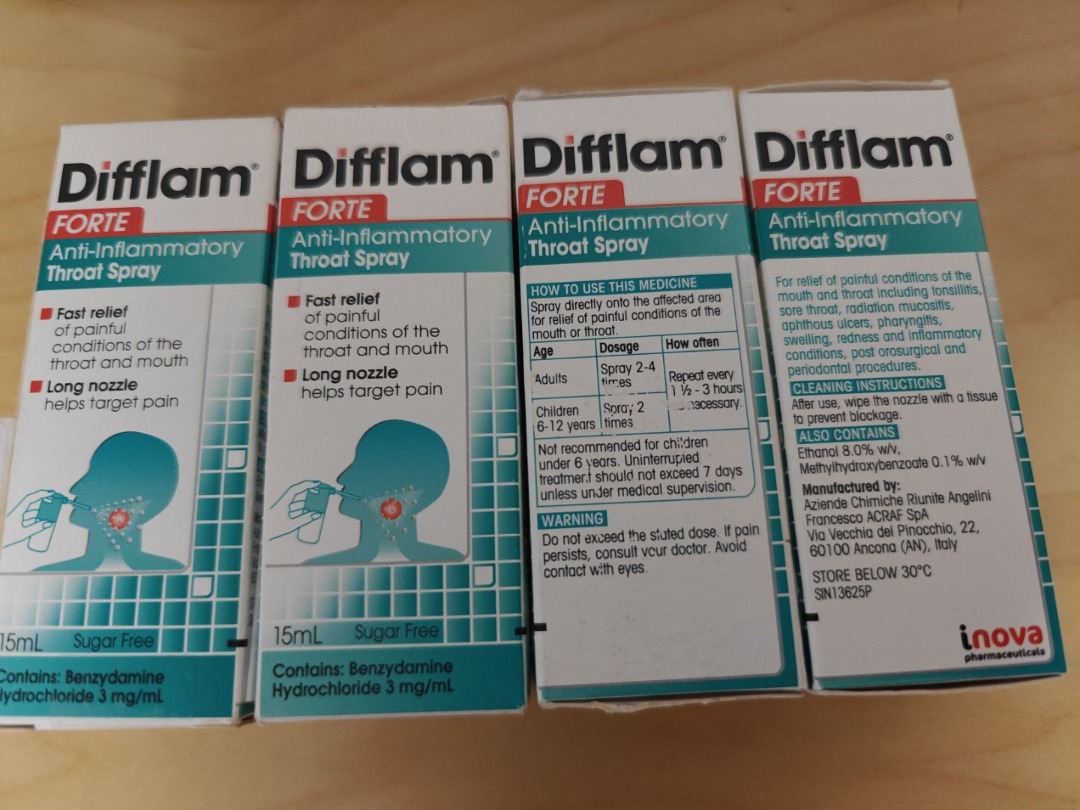 Difflam®
FORTE
Anti-Inflammatory
Throat Spray
Fast relief
of painful
conditions of the
throat and mouth
Long nozzle
helps target pain
15mL Sugar Free
Contains: Benzydamine
Hydrochloride 3 mg/mL
Difflam®
FORTE
Anti-Inflammatory
Throat Spray
Fast relief
of painful
conditions of the
throat and mouth
Long nozzle
helps target pain
15mL Sugar Free
Contains: Benzydamine
Hydrochloride 3 mg/mL
Difflam®
FORTE
Anti-Inflammatory
Throat Spray
HOW TO USE THIS MEDICINE
Spray directly onto the affected area
for relief of painful conditions of the
mouth or throat.
Age Dosage How often
Adults Spray 2-4
times
Repeat every
1 ½ - 3 hours
necessary.
Children
6-12 years
Spray 2
times
Not recommended for children
under 6 years. Uninterrupted
treatment should not exceed 7 days
unless under medical supervision.
WARNING
Do not exceed the stated dose. If pain
persists, consult your doctor. Avoid
contact with eyes.
Difflam®
FORTE
Anti-Inflammatory
Throat Spray
For relief of painful conditions of the
mouth and throat including tonsillitis,
sore throat, radiation mucositis,
aphthous ulcers, pharyngitis,
swelling, redness and inflammatory
conditions, post orosurgical and
periodontal procedures.
CLEANING INSTRUCTIONS
After use, wipe the nozzle with a tissue
to prevent blockage.
ALSO CONTAINS
Ethanol 8.0% w/v,
Methylhydroxybenzoate 0.1% w/v
Manufactured by:
Aziende Chimiche Riunite Angelini
Francesco ACRAF SpA
Via Vecchia del Pinocchio, 22,
60100 Ancona (AN), Italy
STORE BELOW 30°C
SIN13625P
inova
pharmaceuticals